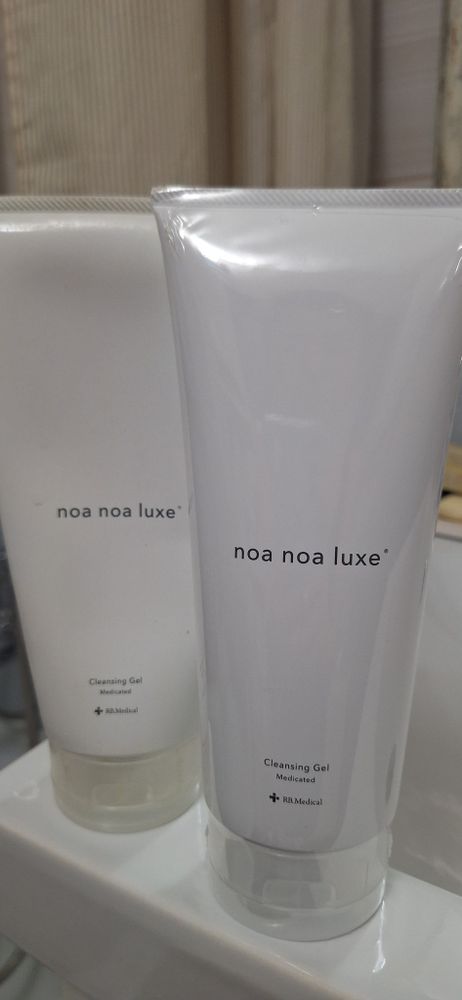 noa noa luxe®
Cleansing Gel
Medicated
RB.Medical
noa noa luxe®
Cleansing Gel
Medicated
RB.Medical